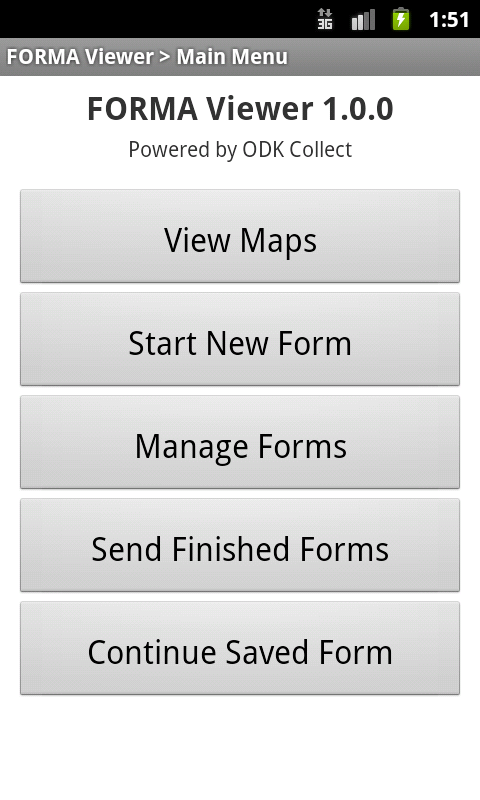 3G 1:51
FORMA Viewer > Main Menu
FORMA Viewer 1.0.0
Powered by ODK Collect
View Maps
Start New Form
Manage Forms
Send Finished Forms
Continue Saved Form